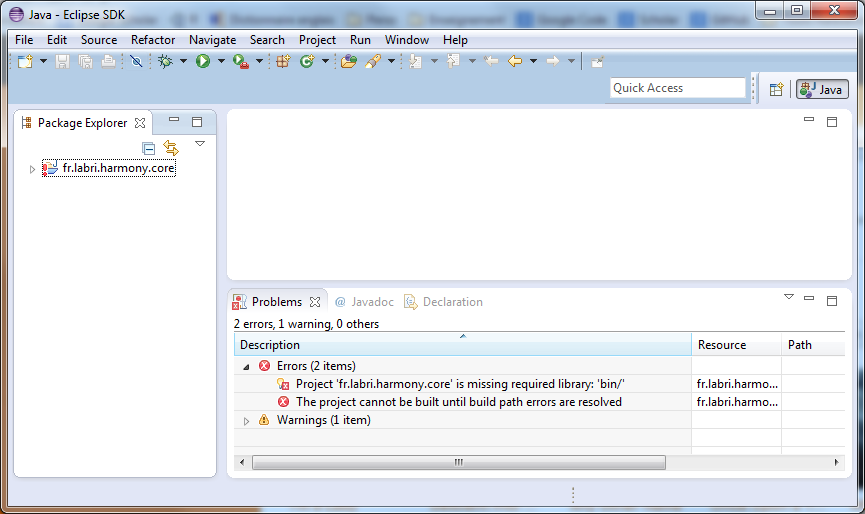 Java - Eclipse SDK
File Edit Source Refactor Navigate Search Project Run Window Help
Quick Access
Java
Package Explorer
fr.labri.harmony.core
Problems @ Javadoc Declaration
2 errors, 1 warning, 0 others
Description Resource Path
Errors (2 items)
Project 'fr.labri.harmony.core' is missing required library: 'bin/' fr.labri.harmo...
The project cannot be built until build path errors are resolved fr.labri.harmo...
Warnings (1 item)